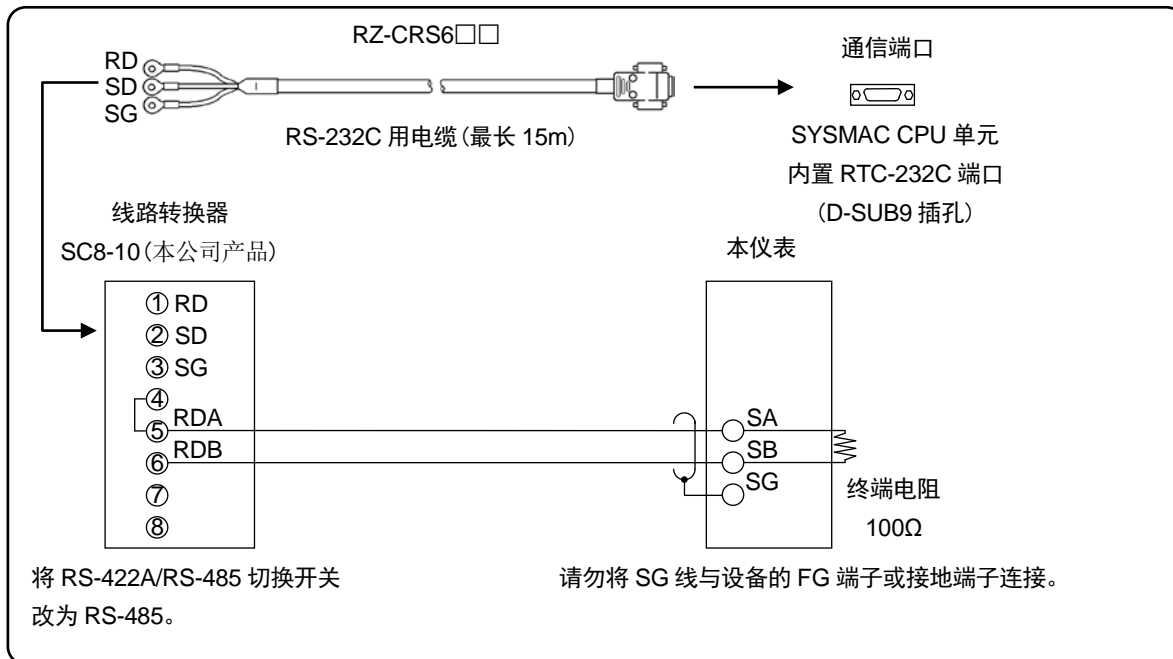 RZ-CRS6□□
RD
SD
SG
RS-232C 用电缆(最长 15m)
通信端口
SYSMAC CPU 单元
内置 RTC-232C 端口
(D-SUB9 插孔)
线路转换器
SC8-10(本公司产品)
本仪表
① RD
② SD
③ SG
④
⑤ RDA
⑥ RDB
⑦
⑧
SA
SB
SG
终端电阻
100Ω
将 RS-422A/RS-485 切换开关
改为 RS-485。
请勿将 SG 线与设备的 FG 端子或接地端子连接。